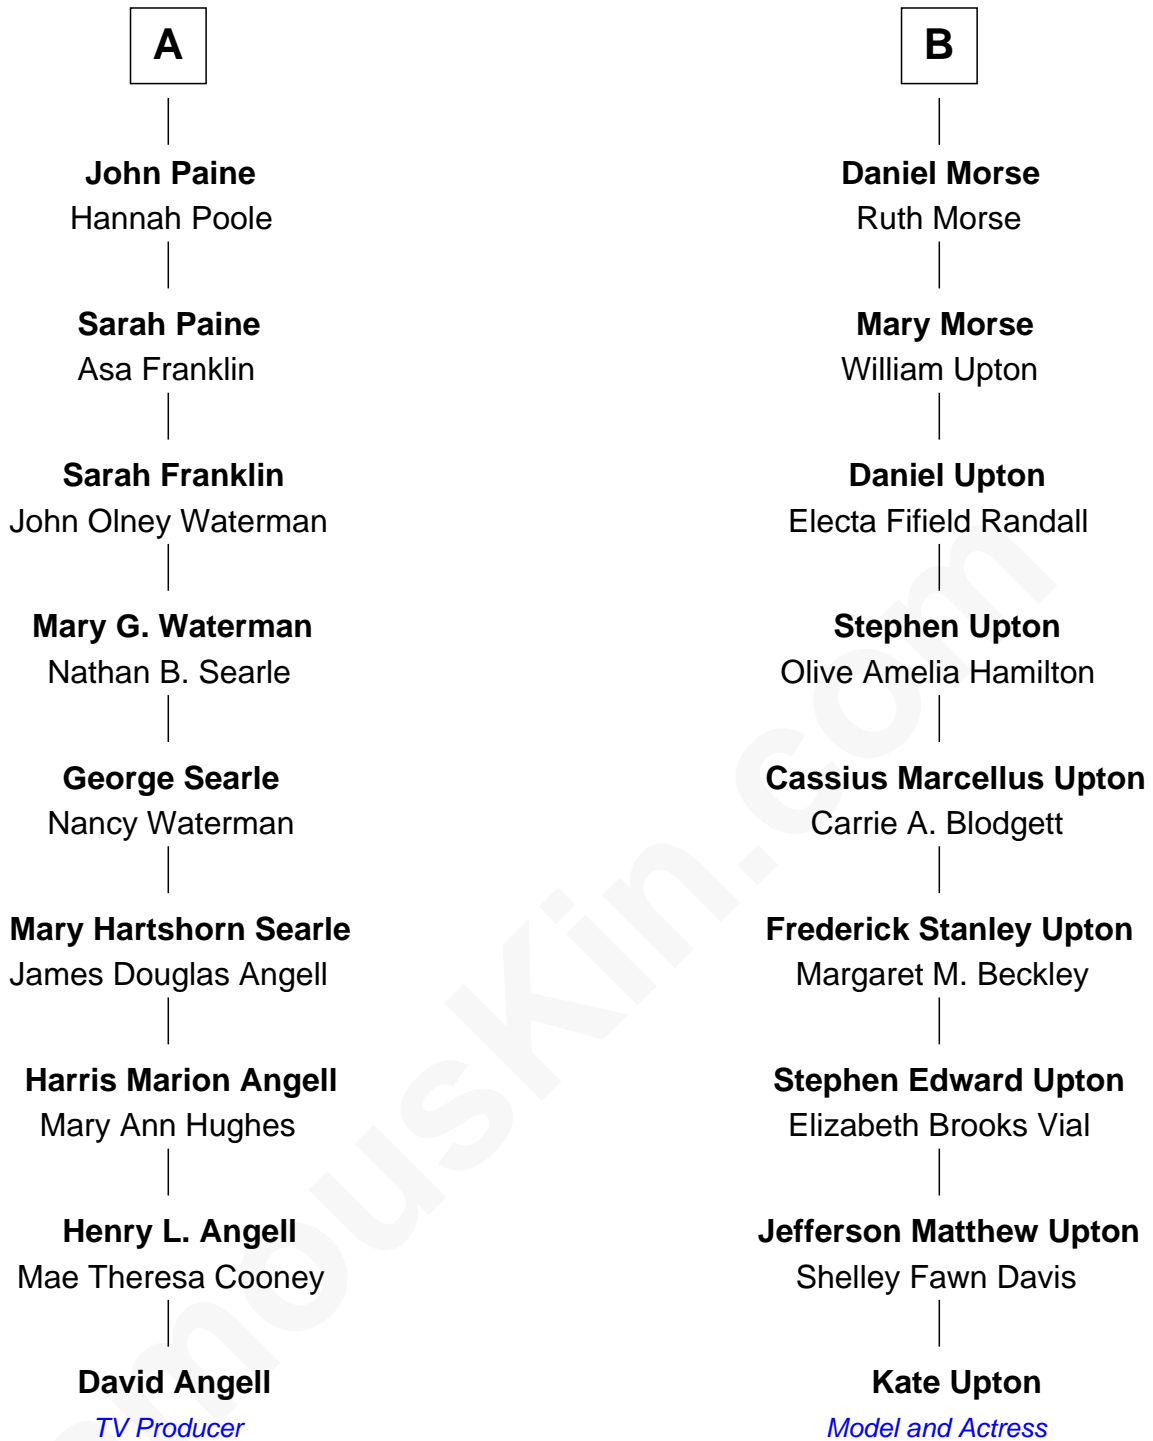 A
John Paine
Hannah Poole
Sarah Paine
Asa Franklin
Sarah Franklin
John Olney Waterman
Mary G. Waterman
Nathan B. Searle
George Searle
Nancy Waterman
Mary Hartshorn Searle
James Douglas Angell
Harris Marion Angell
Mary Ann Hughes
Henry L. Angell
Mae Theresa Cooney
David Angell
TV Producer
B
Daniel Morse
Ruth Morse
Mary Morse
William Upton
Daniel Upton
Electa Fifield Randall
Stephen Upton
Olive Amelia Hamilton
Cassius Marcellus Upton
Carrie A. Blodgett
Frederick Stanley Upton
Margaret M. Beckley
Stephen Edward Upton
Elizabeth Brooks Vial
Jefferson Matthew Upton
Shelley Fawn Davis
Kate Upton
Model and Actress
mousKin.com